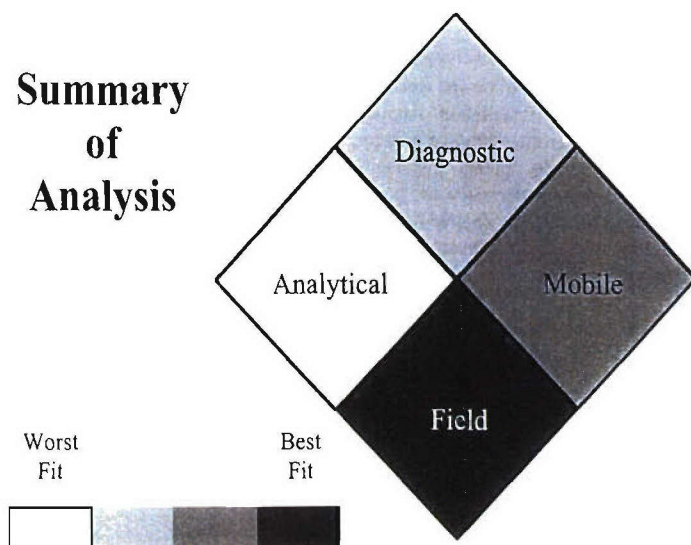 Summary
of
Analysis
Diagnostic
Analytical
Mobile
Field
Worst
Fit
Best
Fit